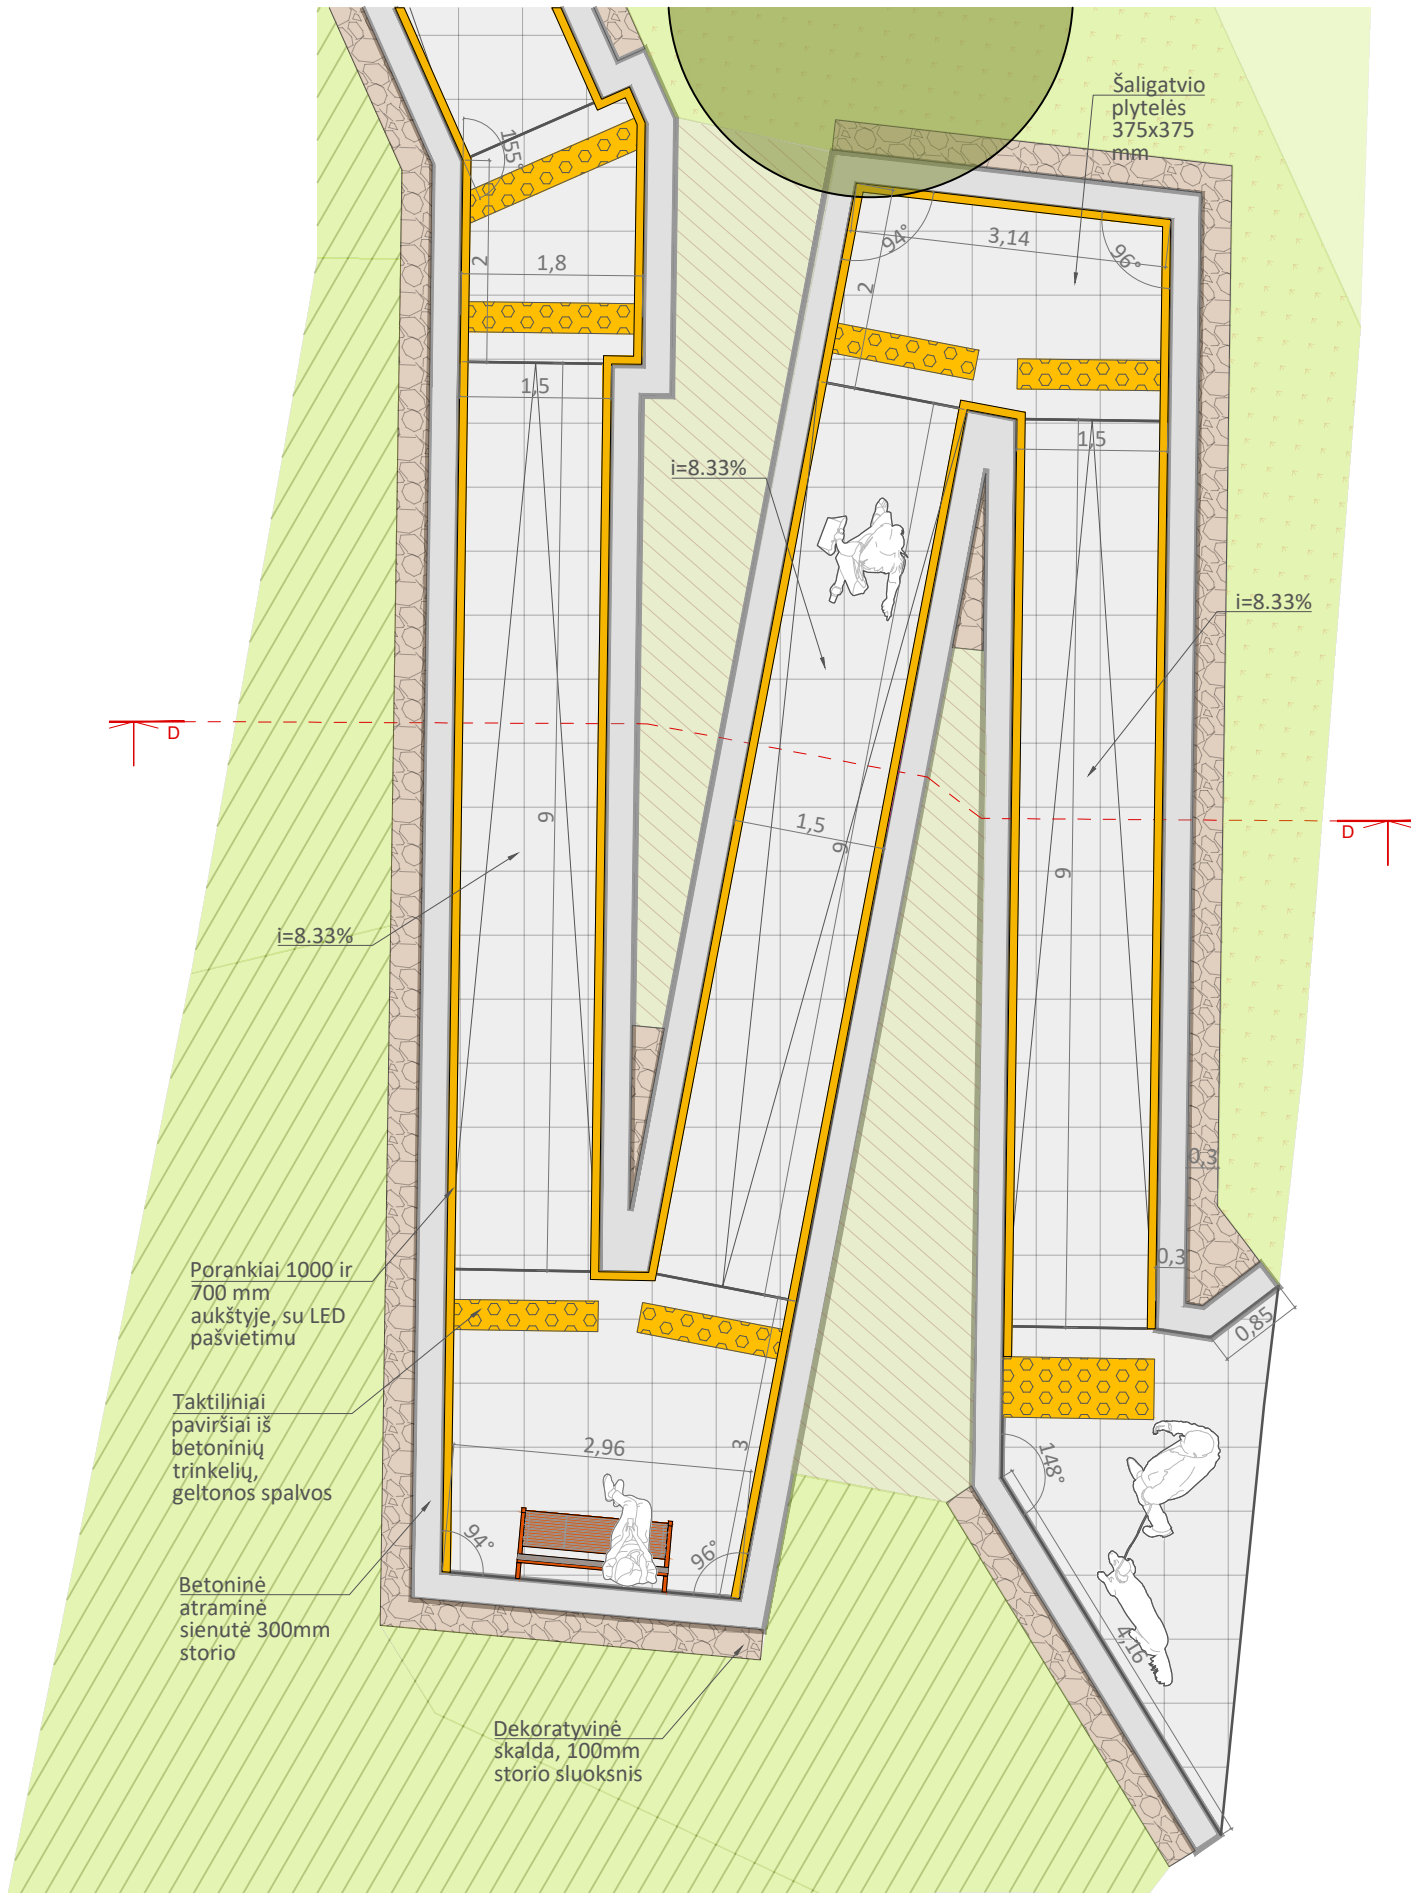 Šaligatvio
plytelės
375x375
mm
155°
2
1,8
1,5
94°
3,14
96°
2
1,5
i=8.33%
i=8.33%
D
D
9
1,5
9
9
i=8.33%
0,3
0,3
0,85
Porankiai 1000 ir
700 mm
aukštyje, su LED
pašvietimu
Taktiliniai
paviršiai iš
betoninių
trinkelių,
geltonos spalvos
2,96
3
148°
94°
96°
Betoninė
atraminė
sienutė 300mm
storio
4,16
Dekoratyvinė
skalda, 100mm
storio sluoksnis